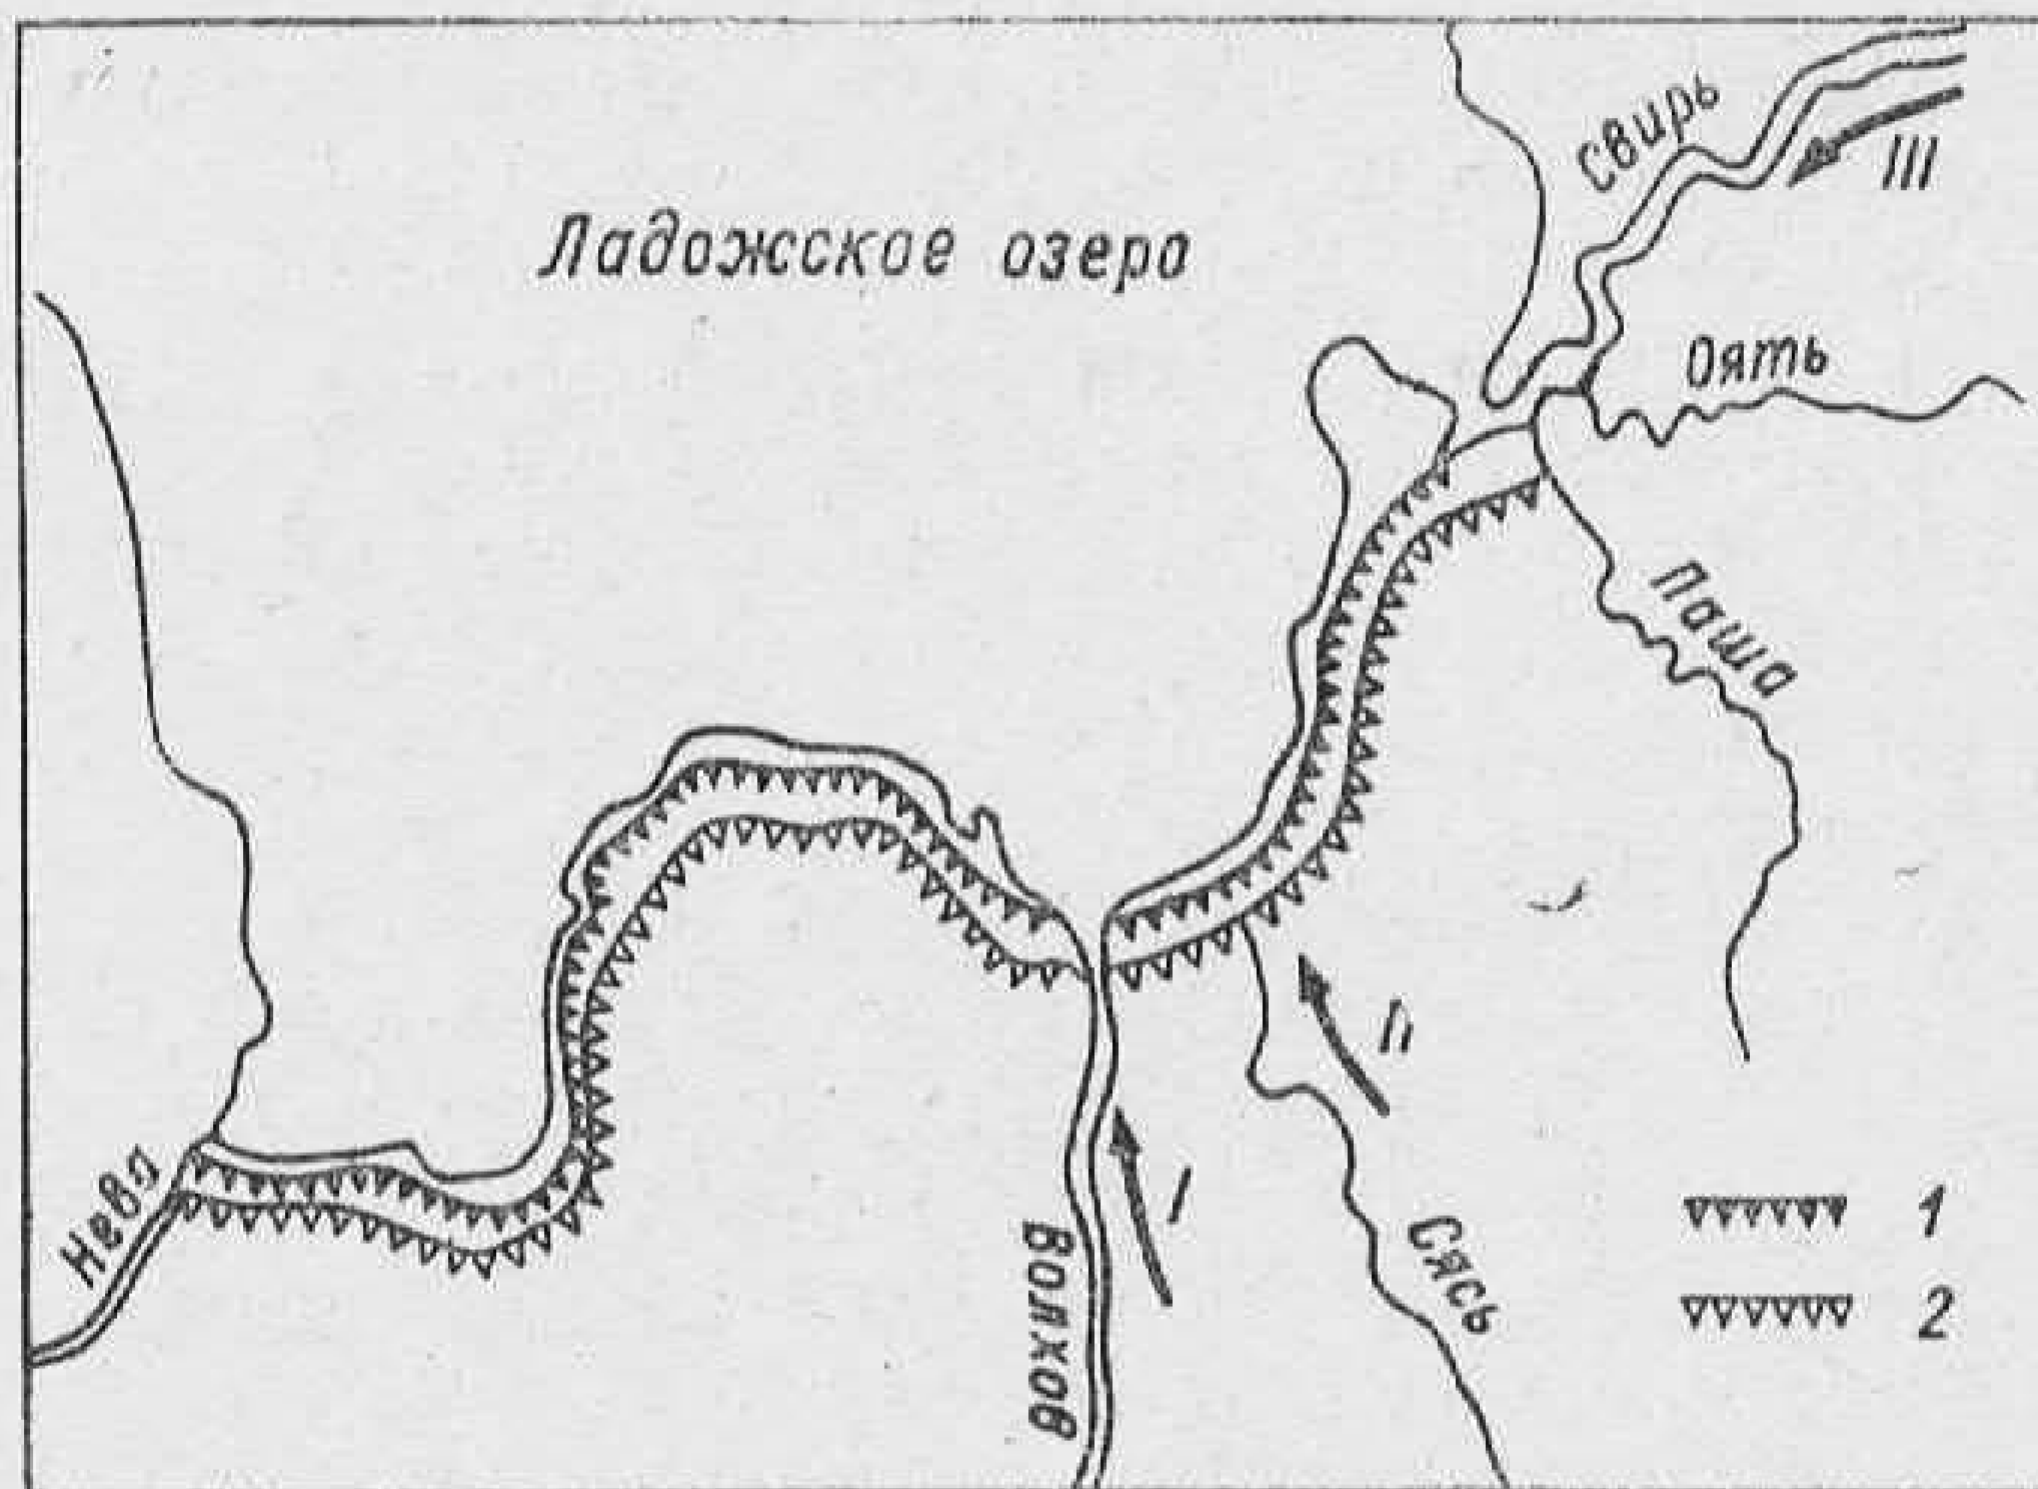 Свирь
III
Ладожское озеро
Оять
Паша
II
Нева
I
Волхов
Сясь
1
2